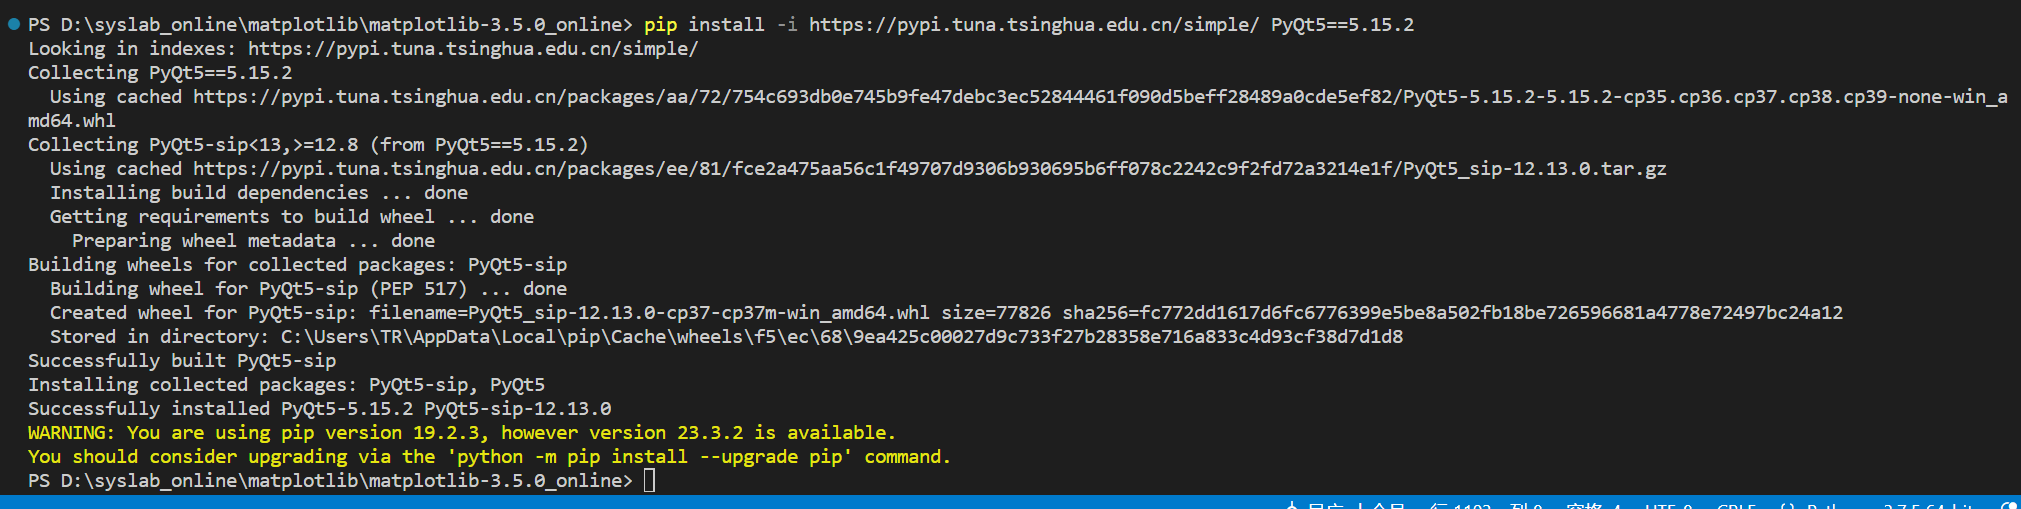 PS D:\syslab_online\matplotlib\matplotlib-3.5.0_online> pip install -i https://pypi.tuna.tsinghua.edu.cn/simple/ PyQt5==5.15.2
Looking in indexes: https://pypi.tuna.tsinghua.edu.cn/simple/
Collecting PyQt5==5.15.2
Using cached https://pypi.tuna.tsinghua.edu.cn/packages/aa/72/754c693db0e745b9fe47debc3ec52844461f090d5beff28489a0cde5ef82/PyQt5-5.15.2-5.15.2-cp35.cp36.cp37.cp38.cp39-none-win_a
md64.whl
Collecting PyQt5-sip<13,>=12.8 (from PyQt5==5.15.2)
Using cached https://pypi.tuna.tsinghua.edu.cn/packages/ee/81/fce2a475aa56c1f49707d9306b930695b6ff078c2242c9f2fd72a3214e1f/PyQt5_sip-12.13.0.tar.gz
Installing build dependencies ... done
Getting requirements to build wheel ... done
Preparing wheel metadata ... done
Building wheels for collected packages: PyQt5-sip
Building wheel for PyQt5-sip (PEP 517) ... done
Created wheel for PyQt5-sip: filename=PyQt5_sip-12.13.0-cp37-cp37m-win_amd64.whl size=77826 sha256=fc772dd1617d6fc6776399e5be8a502fb18be726596681a4778e72497bc24a12
Stored in directory: C:\Users\TR\AppData\Local\pip\Cache\wheels\f5\ec\68\9ea425c00027d9c733f27b28358e716a833c4d93cf38d7d1d8
Successfully built PyQt5-sip
Installing collected packages: PyQt5-sip, PyQt5
Successfully installed PyQt5-5.15.2 PyQt5-sip-12.13.0
WARNING: You are using pip version 19.2.3, however version 23.3.2 is available.
You should consider upgrading via the 'python -m pip install --upgrade pip' command.
PS D:\syslab_online\matplotlib\matplotlib-3.5.0_online>